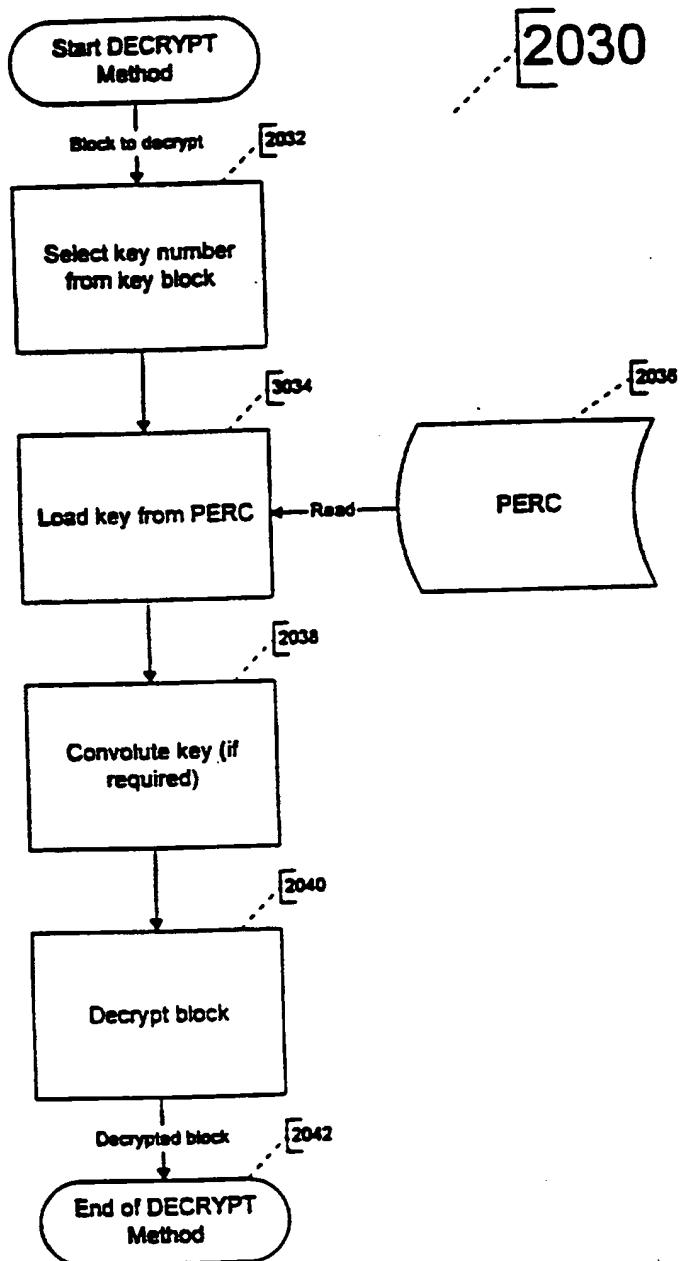 Start DECRYPT
Method
2030
Block to decrypt
2032
Select key number
from key block
3034
2036
Load key from PERC
Read
PERC
2038
Convolute key (if
required)
2040
Decrypt block
Decrypted block
2042
End of DECRYPT
Method